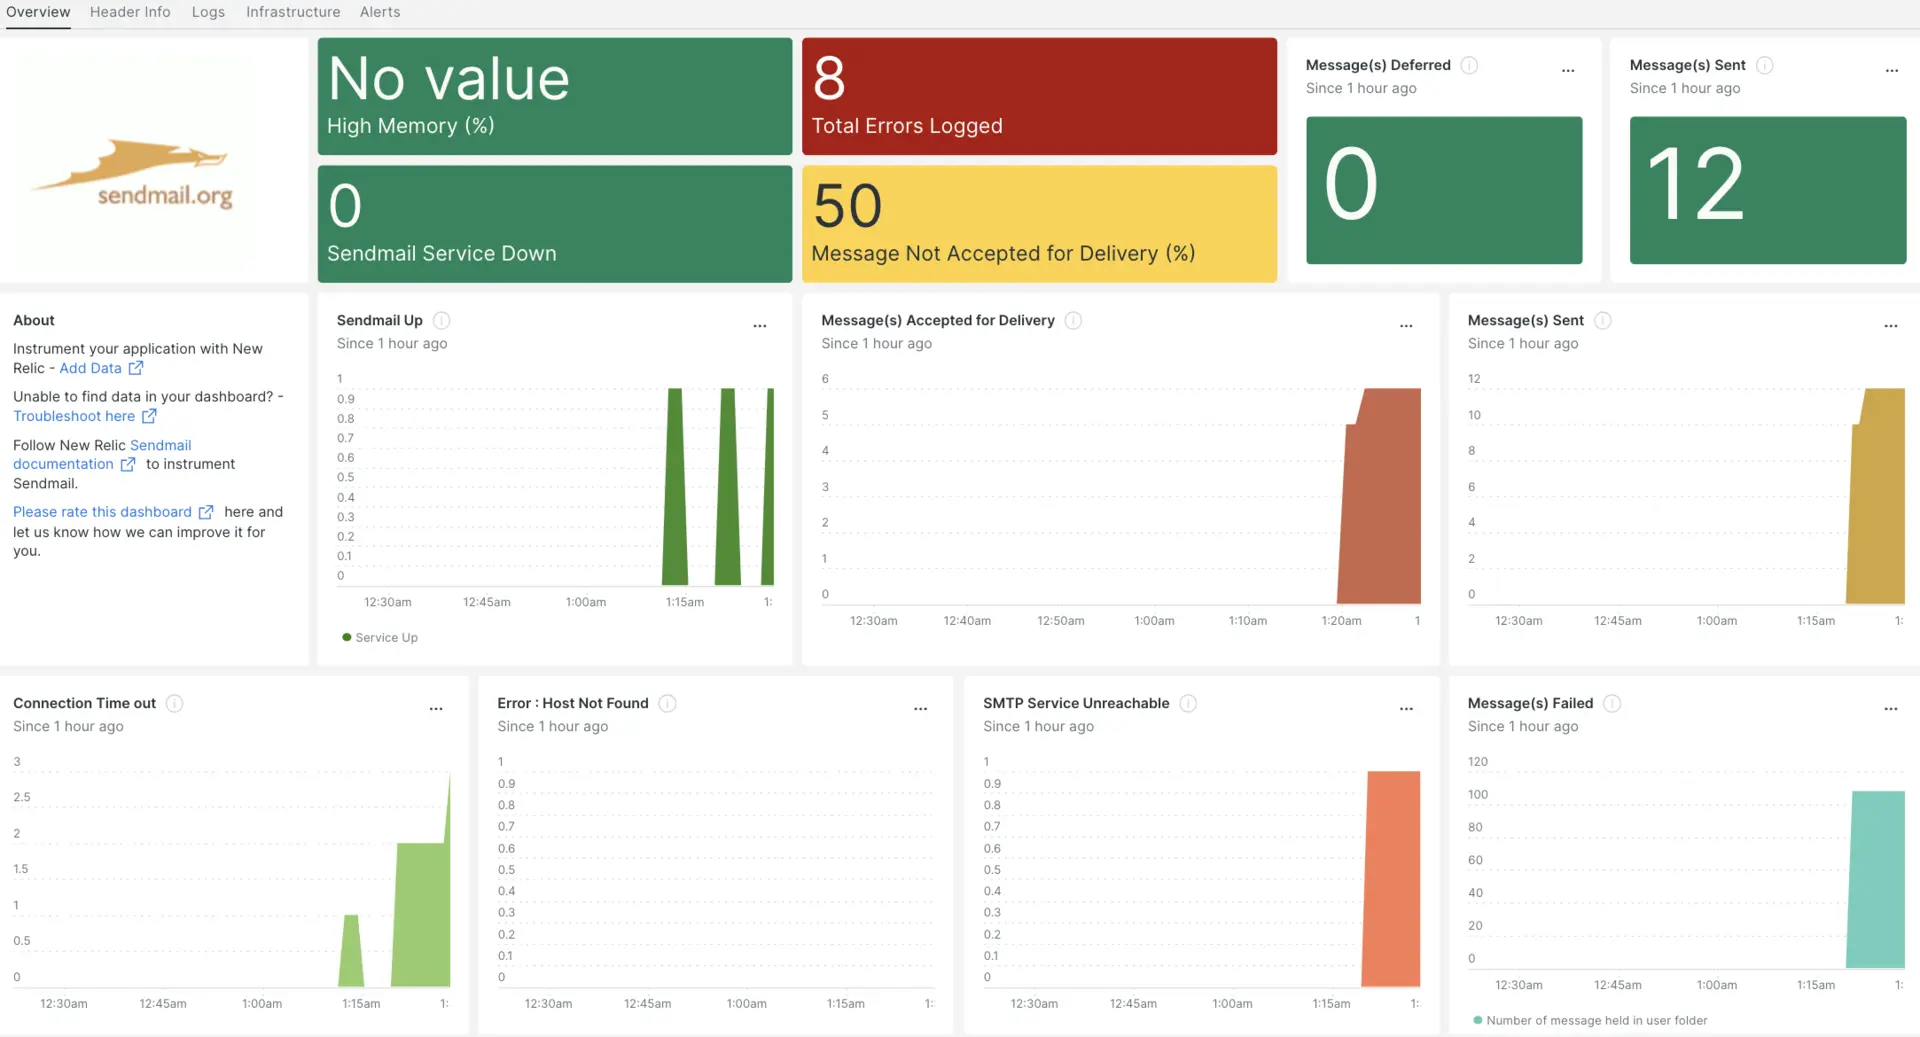 Overview
Header Info
Logs
Infrastructure
Alerts
sendmail.org
No value
High Memory (%)
8
Total Errors Logged
0
Sendmail Service Down
50
Message Not Accepted for Delivery (%)
Message(s) Deferred
Since 1 hour ago
0
Message(s) Sent
Since 1 hour ago
12
About
Instrument your application with New
Relic - Add Data
Unable to find data in your dashboard? -
Troubleshoot here
Follow New Relic Sendmail
documentation to instrument
Sendmail.
Please rate this dashboard here and
let us know how we can improve it for
you.
Sendmail Up
Since 1 hour ago
1
0.9
0.8
0.7
0.6
0.5
0.4
0.3
0.2
0.1
0
12:30am 12:45am 1:00am 1:15am 1:
Service Up
Message(s) Accepted for Delivery
Since 1 hour ago
6
5
4
3
2
1
0
12:30am 12:40am 12:50am 1:00am 1:10am 1:20am 1
Message(s) Sent
Since 1 hour ago
12
10
8
6
4
2
0
12:30am 12:45am 1:00am 1:15am 1:
Connection Time out
Since 1 hour ago
3
2.5
2
1.5
1
0.5
0
12:30am 12:45am 1:00am 1:15am 1:
Error : Host Not Found
Since 1 hour ago
1
0.9
0.8
0.7
0.6
0.5
0.4
0.3
0.2
0.1
0
12:30am 12:45am 1:00am 1:15am 1:
SMTP Service Unreachable
Since 1 hour ago
1
0.9
0.8
0.7
0.6
0.5
0.4
0.3
0.2
0.1
0
12:30am 12:45am 1:00am 1:15am 1:
Message(s) Failed
Since 1 hour ago
120
100
80
60
40
20
0
12:30am 12:45am 1:00am 1:15am 1:
Number of message held in user folder